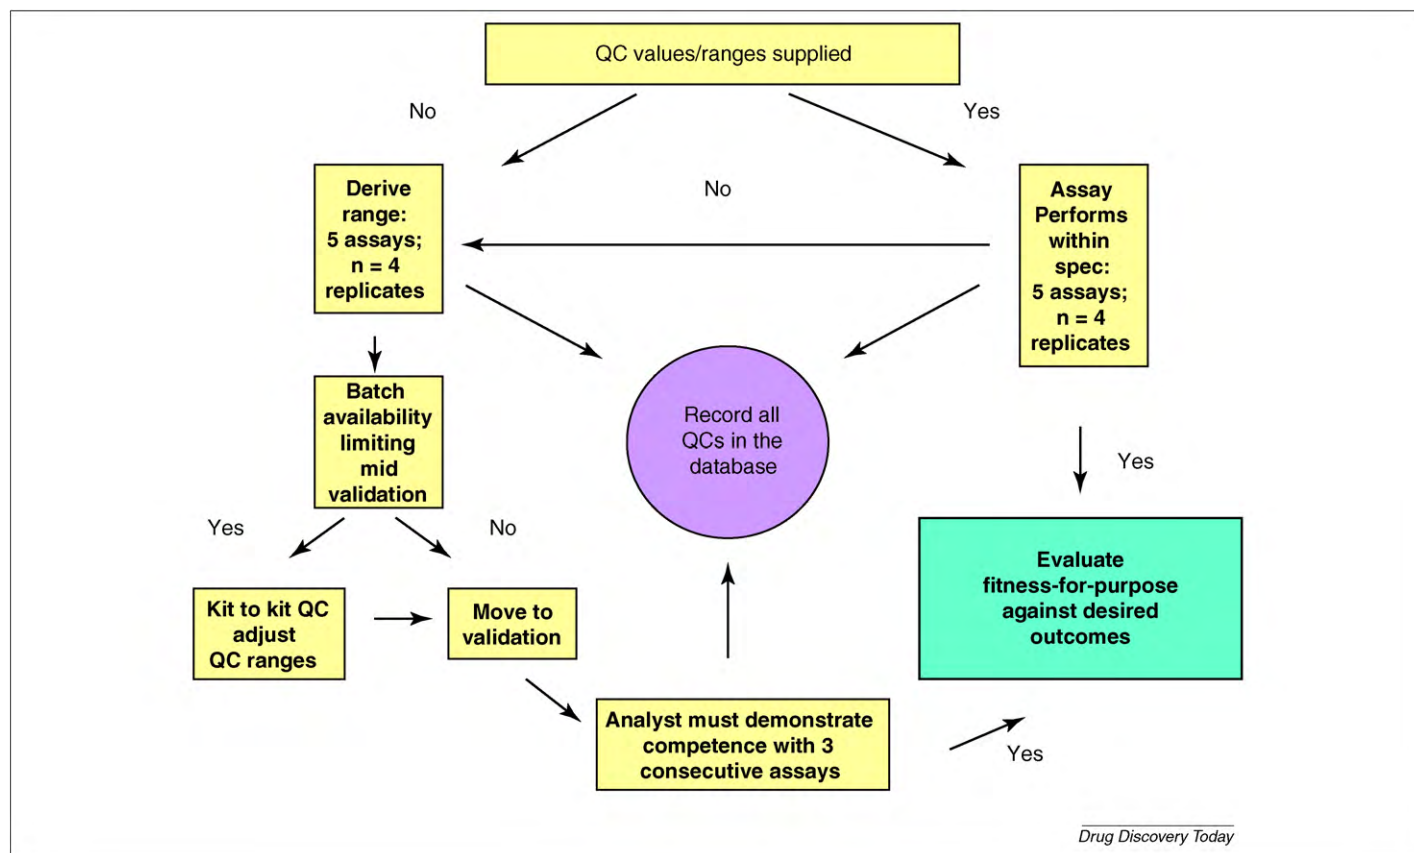 QC values/ranges supplied
No
Yes
Derive
range:
5 assays;
n = 4
replicates
No
Assay
Performs
within
spec:
5 assays;
n = 4
replicates
Batch
availability
limiting
mid
validation
Record all
QCs in the
database
Yes
Yes
No
Kit to kit QC
adjust
QC ranges
Move to
validation
Evaluate
fitness-for-purpose
against desired
outcomes
Analyst must demonstrate
competence with 3
consecutive assays
Yes
Drug Discovery Today